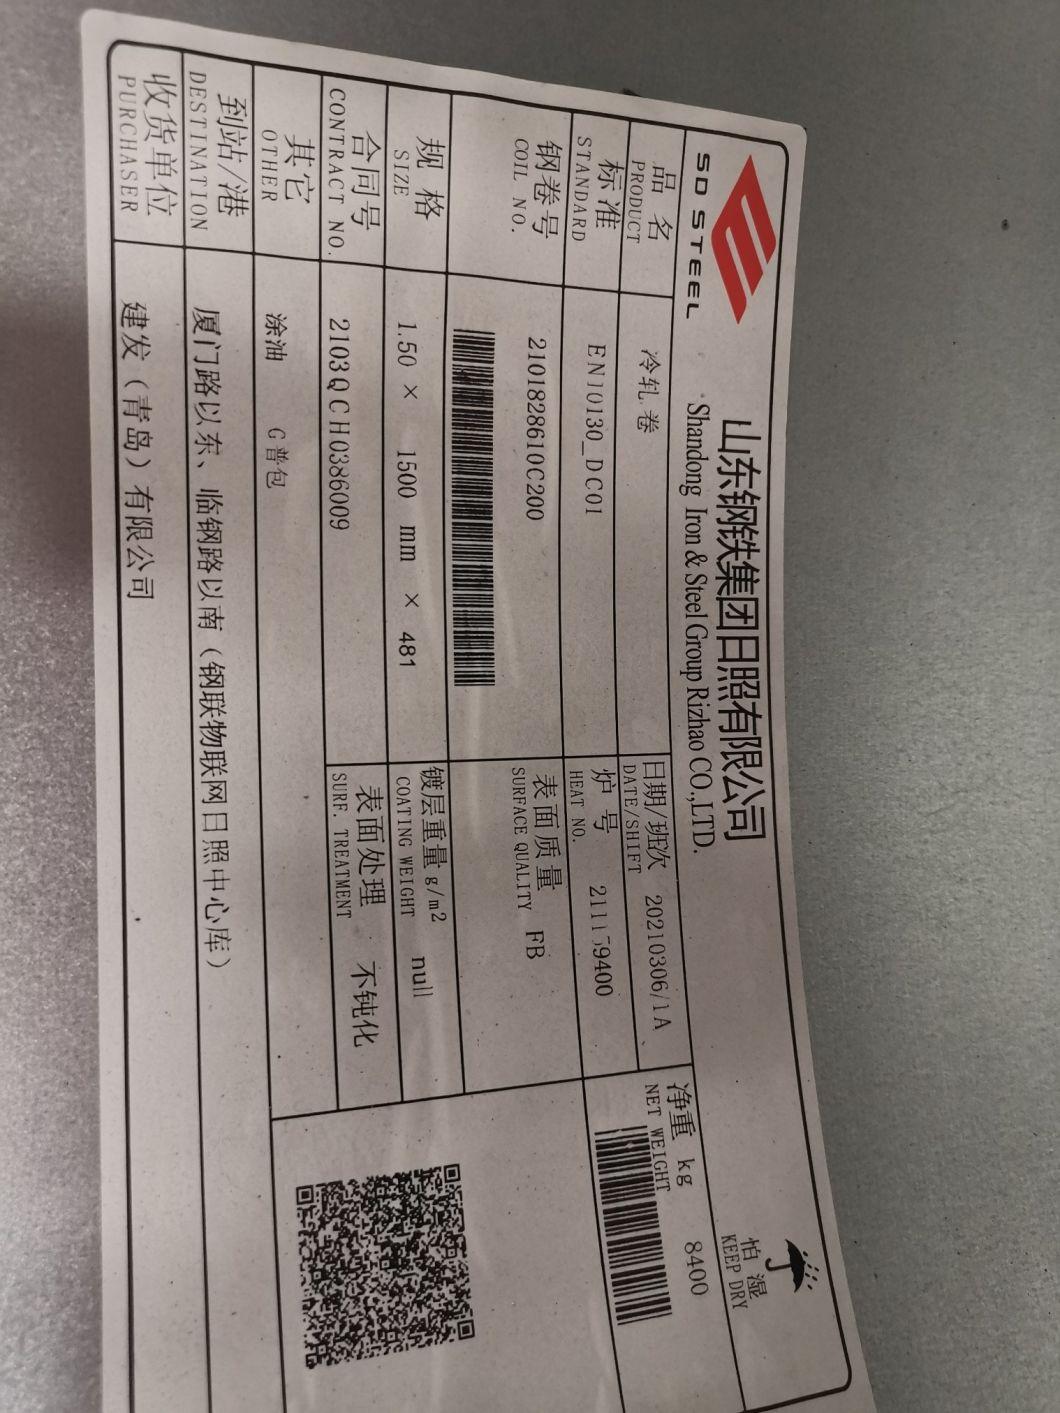 SD STEEL
山东钢铁集团日照有限公司
Shandong Iron & Steel Group Rizhao CO.,LTD.
怕 湿
KEEP DRY
品 名
PRODUCT
冷轧卷
日期/班次 20210306/1A
DATE/SHIFT
净重 kg 8400
NET WEIGHT
标 准
STANDARD
EN10130_DC01
炉 号
HEAT NO.
钢卷号
COIL NO.
2101828610C200
表面质量 FB
SURFACE QUALITY
规 格
SIZE
1.50 × 1500 mm × 481
镀层重量g/m2 null
COATING WEIGHT
合同号
CONTRACT NO.
2103QCH0386009
表面处理 不钝化
SURF. TREATMENT
其它
OTHER
涂油 G普包
到站/港
DESTINATION
厦门路以东、临钢路以南（钢联物联网日照中心库）
收货单位
PURCHASER
建发（青岛）有限公司